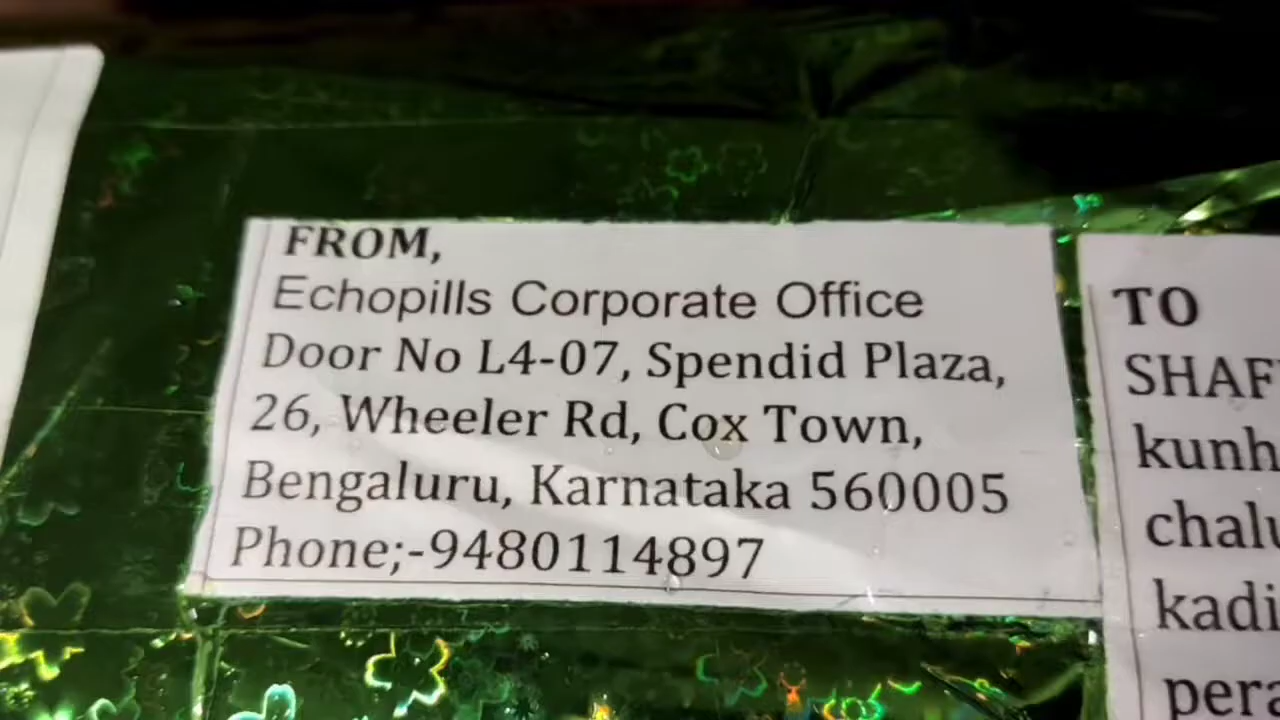 FROM,
Echopills Corporate Office
Door No L4-07, Spendid Plaza,
26, Wheeler Rd, Cox Town,
Bengaluru, Karnataka 560005
Phone;-9480114897
TO